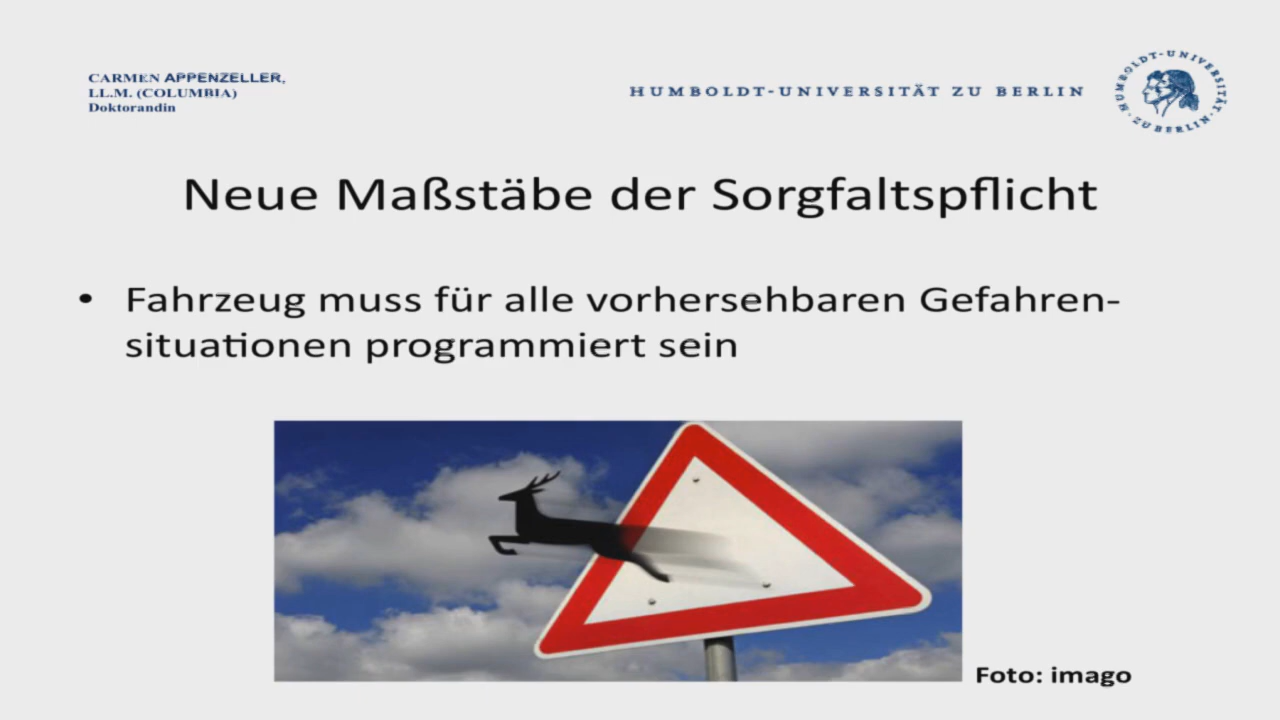 CARMEN APPENZELLER,
LL.M. (COLUMBIA)
Doktorandin
HUMBOLDT-UNIVERSITÄT ZU BERLIN
HUMBOLDT-UNIVERSITÄT
ZU BERLIN
Neue Maßstäbe der Sorgfaltspflicht
• Fahrzeug muss für alle vorhersehbaren Gefahren-
situationen programmiert sein
Foto: imago